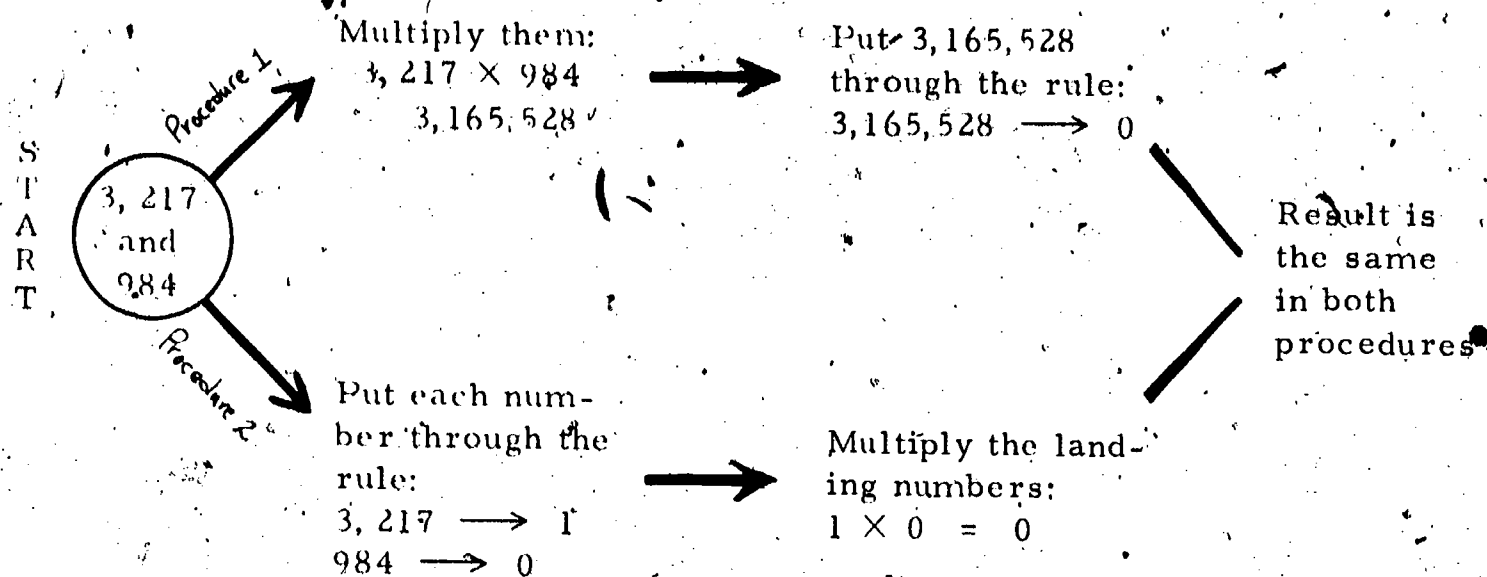 START
3, 217
and
984
Procedure 1
Multiply them:
3, 217 × 984
3,165,528
Put 3,165,528
through the rule:
3,165,528 → 0
Procedure 2
Put each num-
ber through the
rule:
3, 217 → 1
984 → 0
Multiply the land-
ing numbers:
1 × 0 = 0
Result is
the same
in both
procedures